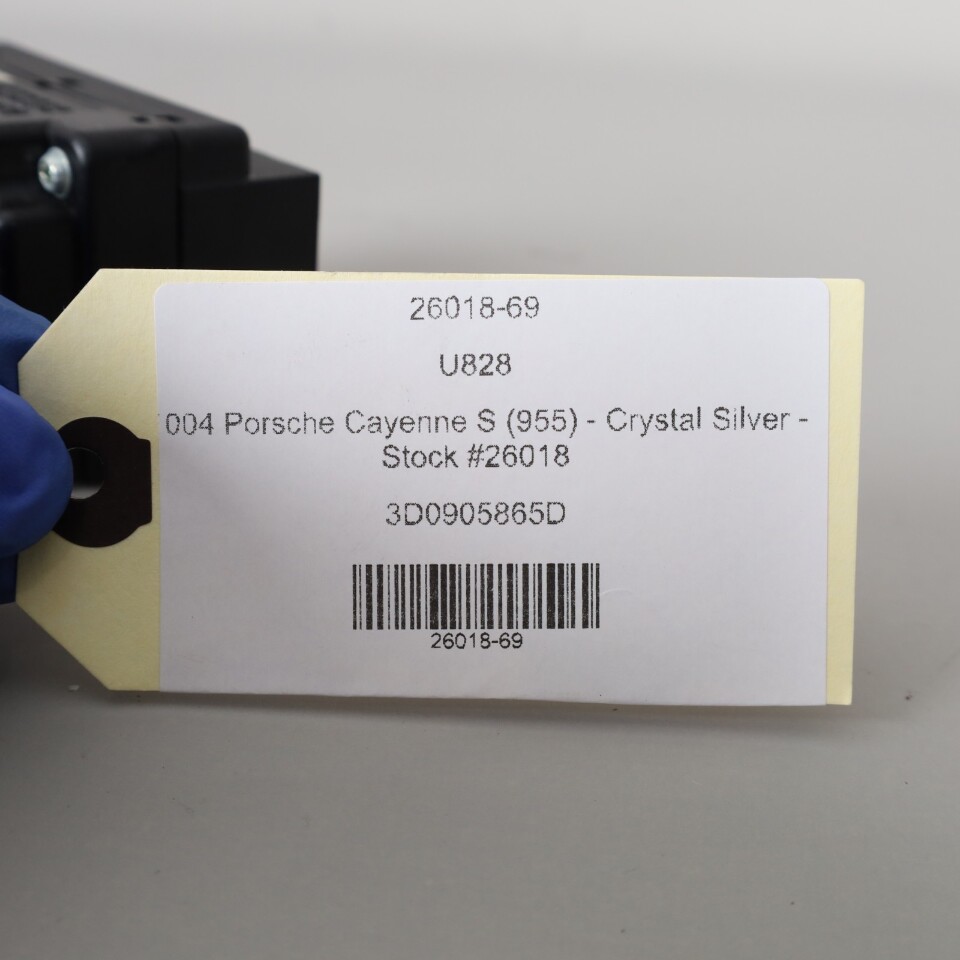 26018-69
U828
004 Porsche Cayenne S (955) - Crystal Silver -
Stock #26018
3D0905865D
26018-69